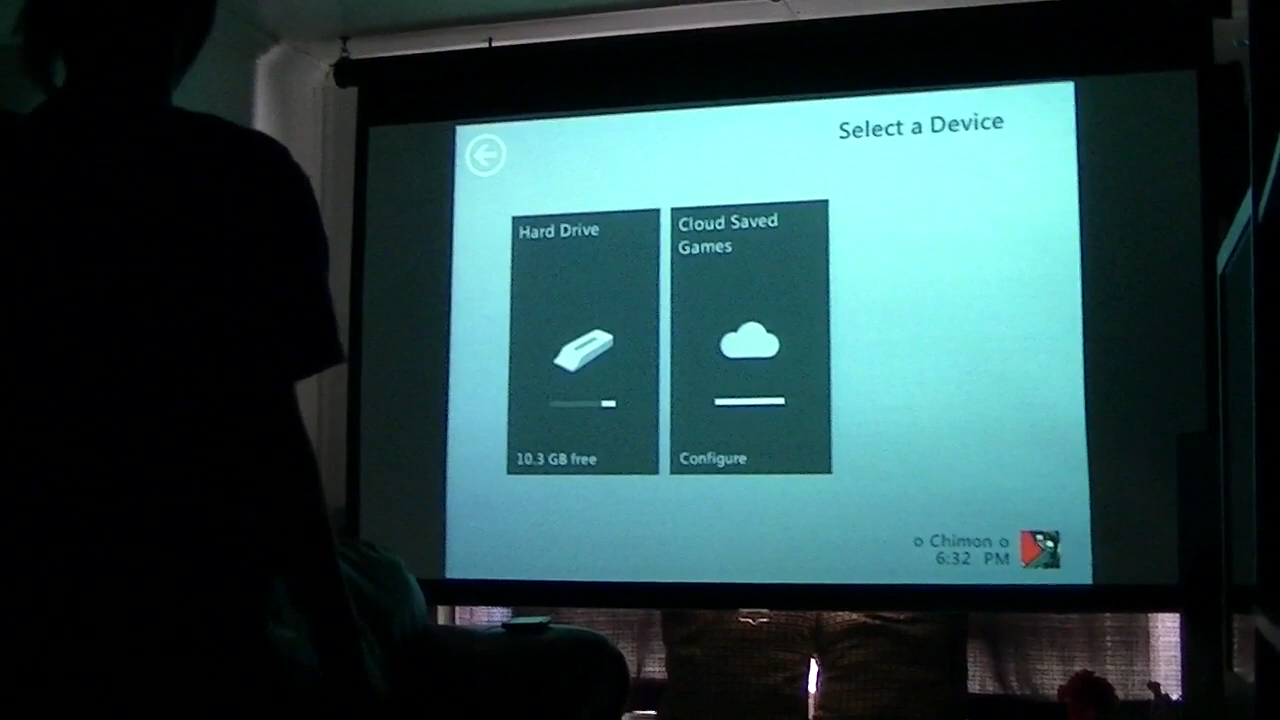 Select a Device
Hard Drive
10.3 GB free
Cloud Saved
Games
Configure
o Chimon o
6:32 PM